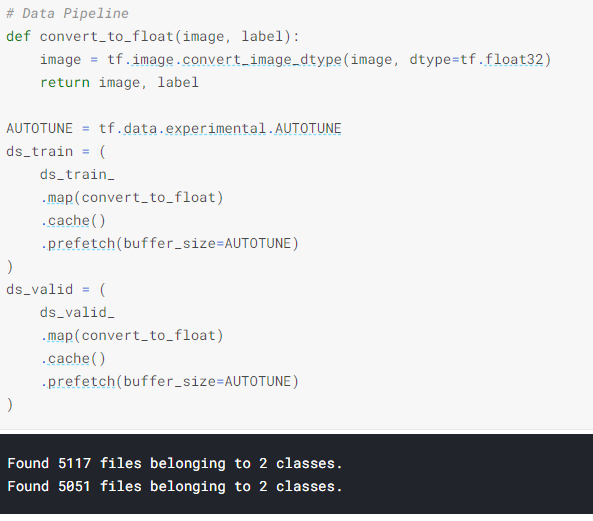 # Data Pipeline
def convert_to_float(image, label):
    image = tf.image.convert_image_dtype(image, dtype=tf.float32)
    return image, label

AUTOTUNE = tf.data.experimental.AUTOTUNE
ds_train = (
    ds_train_
    .map(convert_to_float)
    .cache()
    .prefetch(buffer_size=AUTOTUNE)
)
ds_valid = (
    ds_valid_
    .map(convert_to_float)
    .cache()
    .prefetch(buffer_size=AUTOTUNE)
)
Found 5117 files belonging to 2 classes.
Found 5051 files belonging to 2 classes.